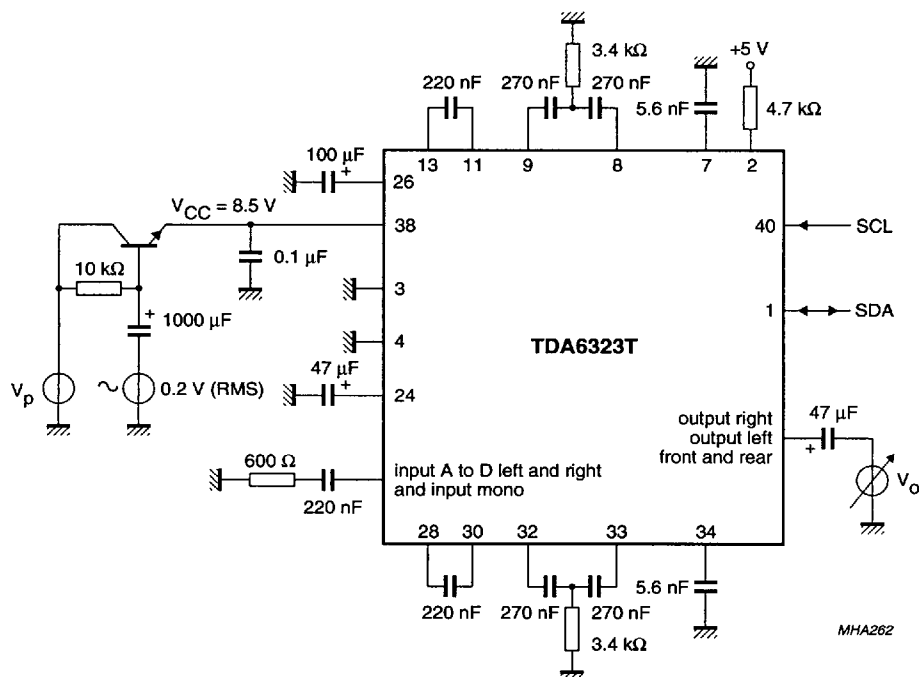 3.4 kΩ
+5 V
220 nF
270 nF
270 nF
5.6 nF
4.7 kΩ
13
11
9
8
7
2
100 μF
+
26
VCC = 8.5 V
38
40
SCL
0.1 μF
10 kΩ
+
1000 μF
3
1
SDA
4
TDA6323T
47 μF
+
24
Vp
0.2 V (RMS)
output right
output left
front and rear
47 μF
+
Vo
600 Ω
220 nF
input A to D left and right
and input mono
28
30
32
33
34
220 nF
270 nF
270 nF
5.6 nF
3.4 kΩ
MHA262